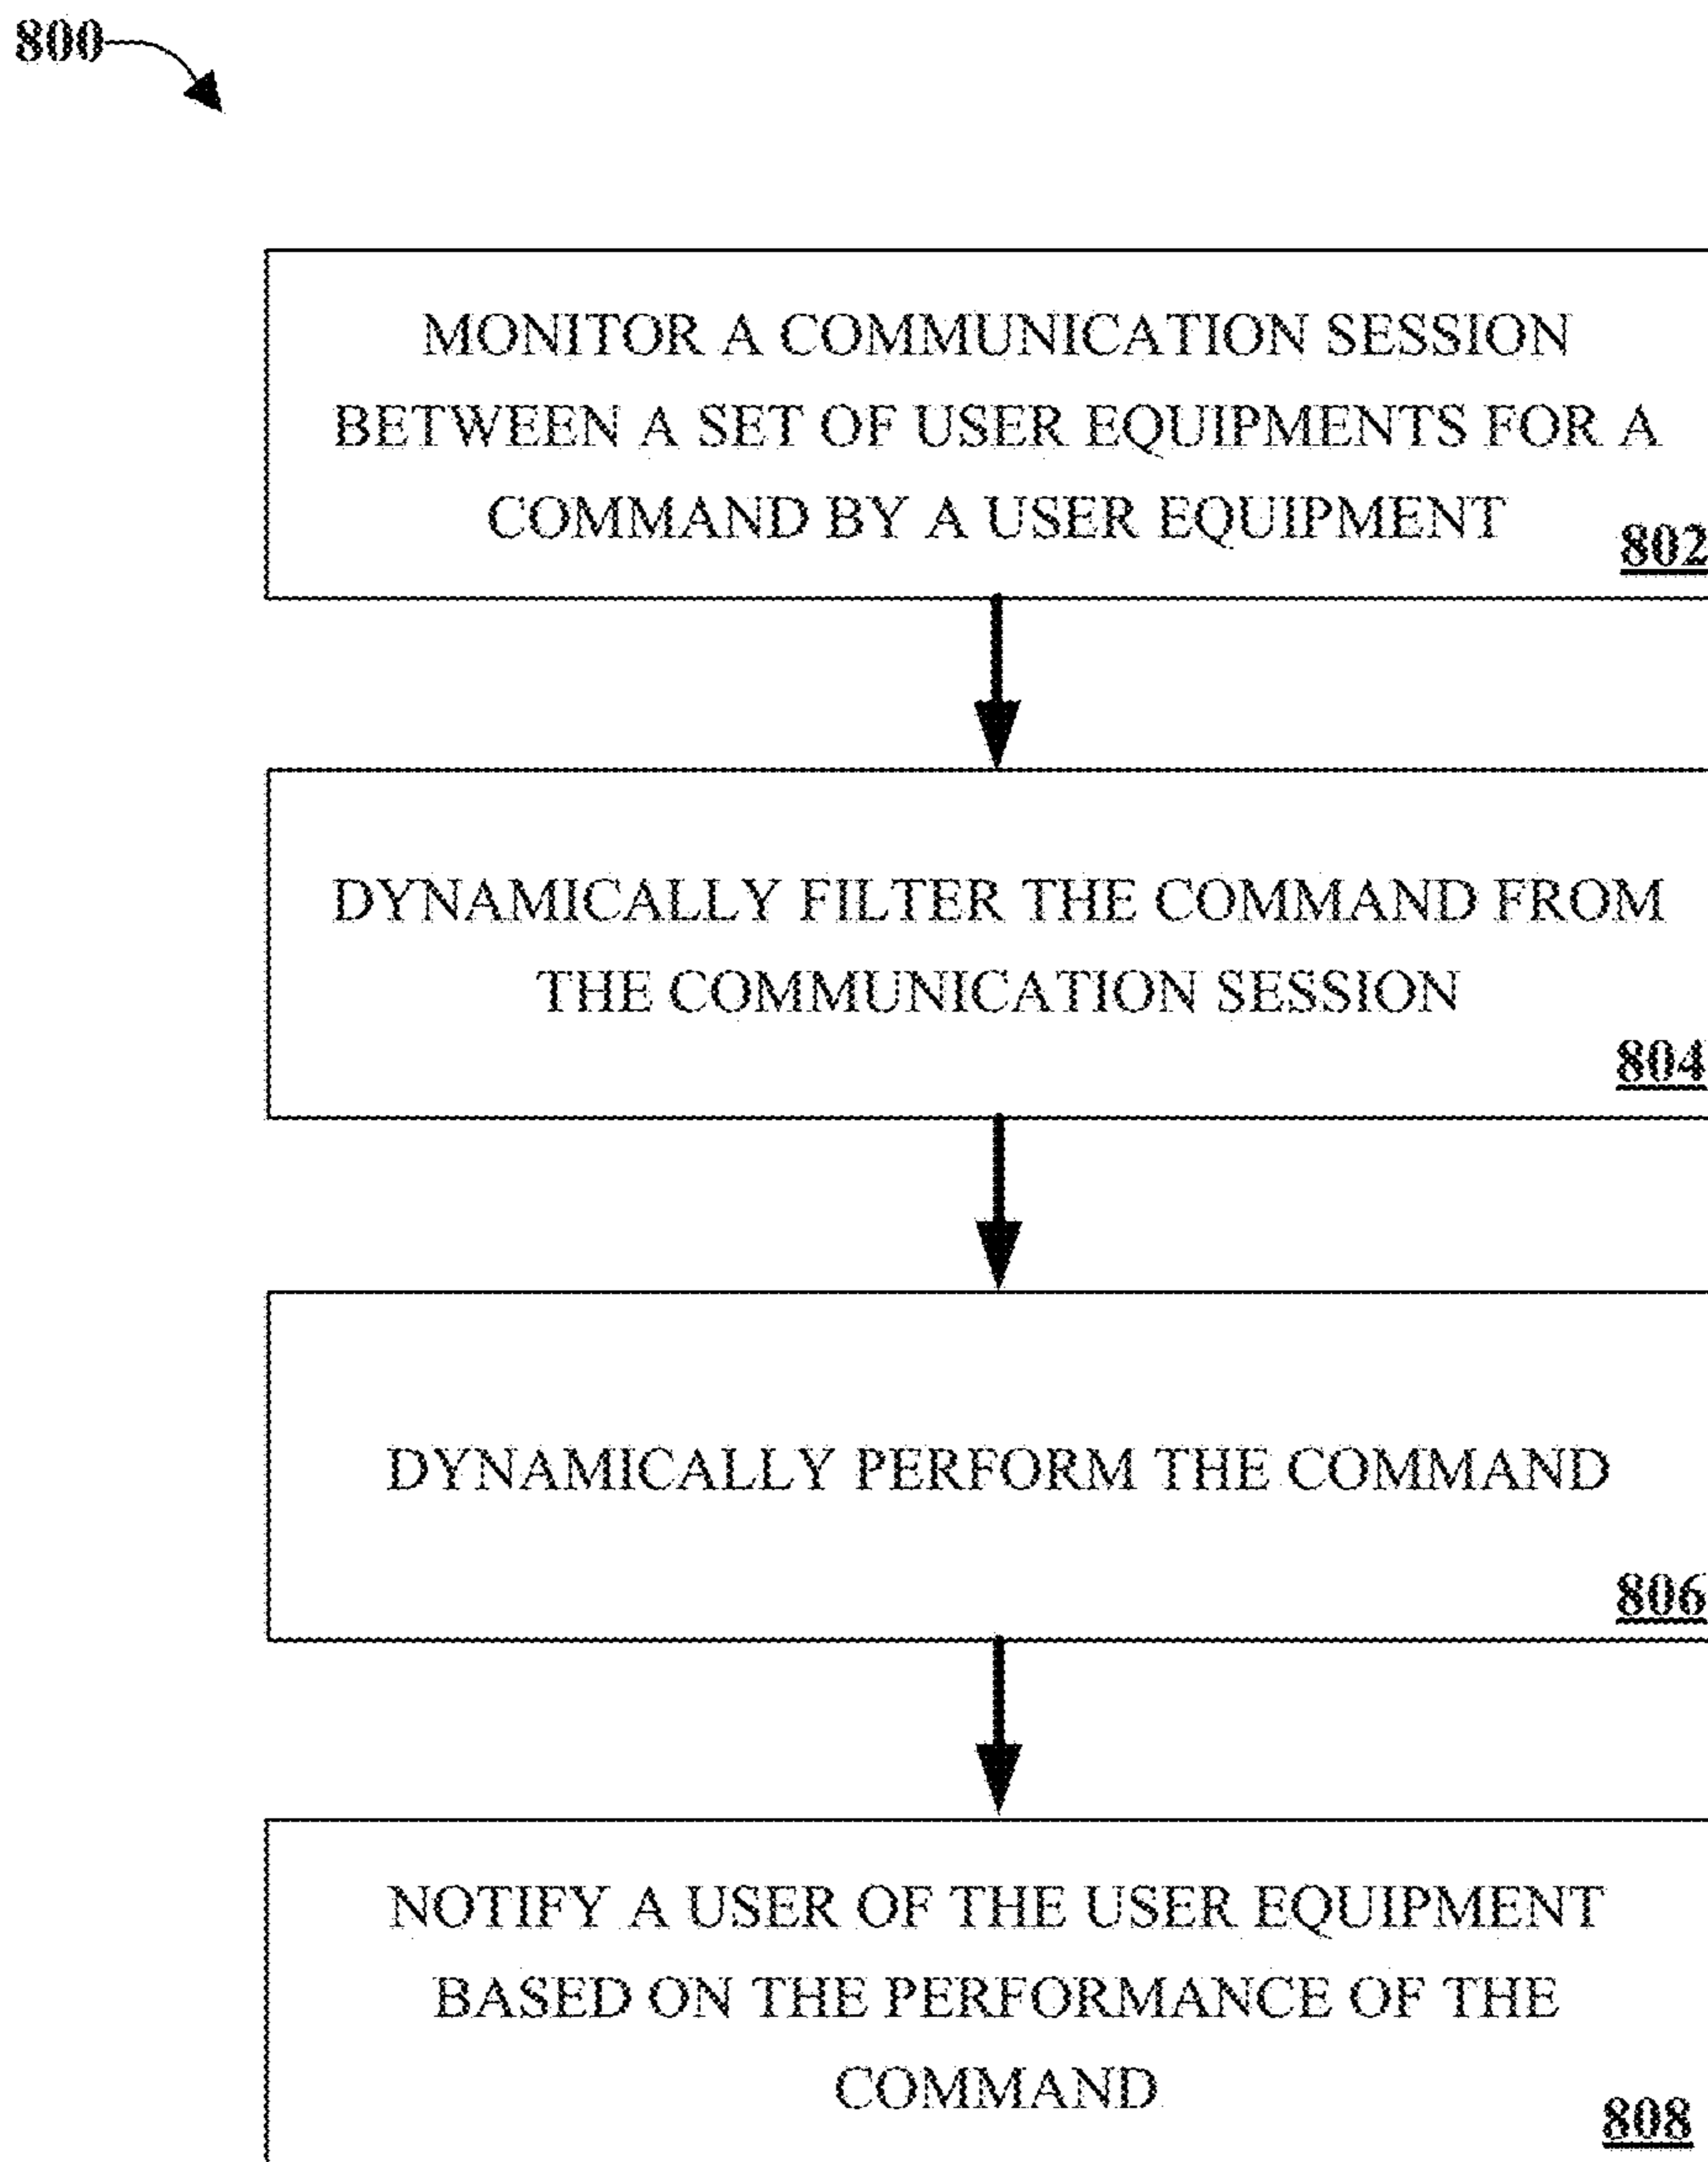 800
MONITOR A COMMUNICATION SESSION
BETWEEN A SET OF USER EQUIPMENTS FOR A
COMMAND BY A USER EQUIPMENT
802
DYNAMICALLY FILTER THE COMMAND FROM
THE COMMUNICATION SESSION
804
DYNAMICALLY PERFORM THE COMMAND
806
NOTIFY A USER OF THE USER EQUIPMENT
BASED ON THE PERFORMANCE OF THE
COMMAND
808